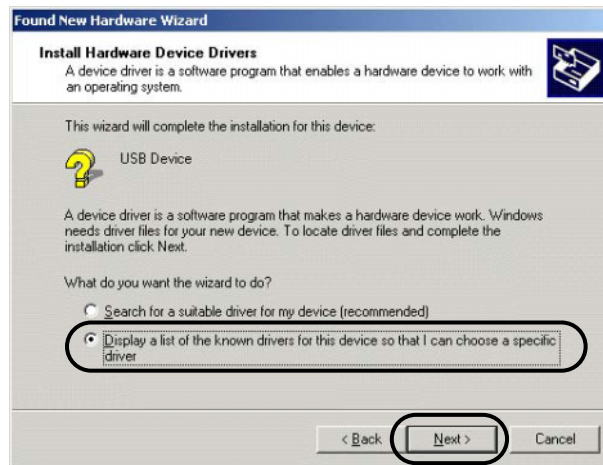 Found New Hardware Wizard
Install Hardware Device Drivers
A device driver is a software program that enables a hardware device to work with
an operating system.
This wizard will complete the installation for this device:
USB Device
A device driver is a software program that makes a hardware device work. Windows
needs driver files for your new device. To locate driver files and complete the
installation click Next.
What do you want the wizard to do?
Search for a suitable driver for my device (recommended)
Display a list of the known drivers for this device so that I can choose a specific
driver
< Back Next > Cancel